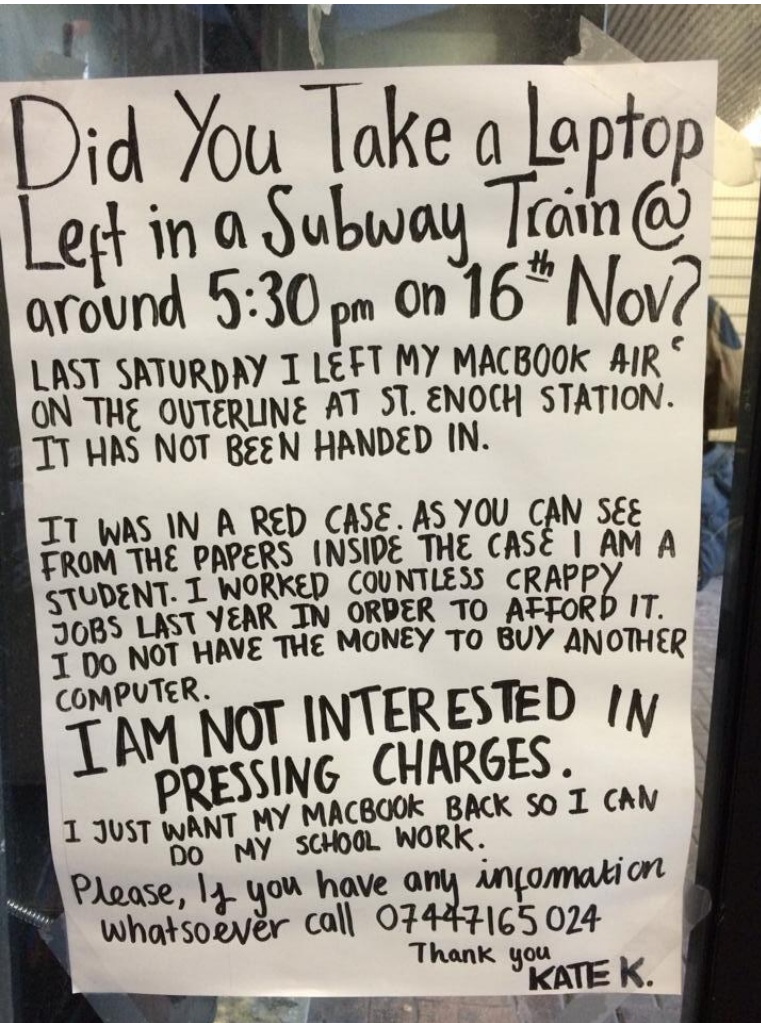 Did You Take a Laptop
Left in a Subway Train @
around 5:30 pm on 16th Nov?
LAST SATURDAY I LEFT MY MACBOOK AIR
ON THE OUTERLINE AT ST. ENOCH STATION.
IT HAS NOT BEEN HANDED IN.
IT WAS IN A RED CASE. AS YOU CAN SEE
FROM THE PAPERS INSIDE THE CASE I AM A
STUDENT. I WORKED COUNTLESS CRAPPY
JOBS LAST YEAR IN ORDER TO AFFORD IT.
I DO NOT HAVE THE MONEY TO BUY ANOTHER
COMPUTER.
I AM NOT INTERESTED IN
PRESSING CHARGES.
I JUST WANT MY MACBOOK BACK SO I CAN
DO MY SCHOOL WORK.
Please, If you have any infomation
whatsoever call 07447165024
Thank you
KATE K.